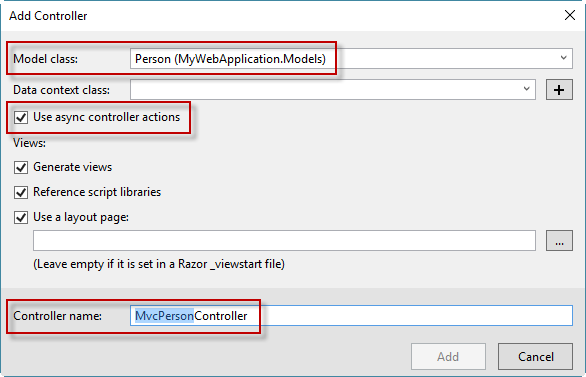 Add Controller
Model class: Person (MyWebApplication.Models)
Data context class: +
Use async controller actions
Views:
Generate views
Reference script libraries
Use a layout page:
...
(Leave empty if it is set in a Razor _viewstart file)
Controller name: MvcPersonController
Add Cancel